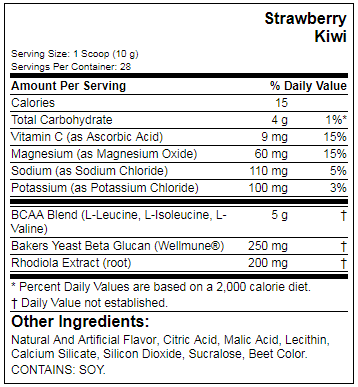 Strawberry
Kiwi
Serving Size: 1 Scoop (10 g)
Servings Per Container: 28
Amount Per Serving % Daily Value
Calories 15
Total Carbohydrate 4 g 1%*
Vitamin C (as Ascorbic Acid) 9 mg 15%
Magnesium (as Magnesium Oxide) 60 mg 15%
Sodium (as Sodium Chloride) 110 mg 5%
Potassium (as Potassium Chloride) 100 mg 3%
BCAA Blend (L-Leucine, L-Isoleucine, L- 5 g †
Valine)
Bakers Yeast Beta Glucan (Wellmune®) 250 mg †
Rhodiola Extract (root) 200 mg †
* Percent Daily Values are based on a 2,000 calorie diet.
† Daily Value not established.
Other Ingredients:
Natural And Artificial Flavor, Citric Acid, Malic Acid, Lecithin,
Calcium Silicate, Silicon Dioxide, Sucralose, Beet Color.
CONTAINS: SOY.